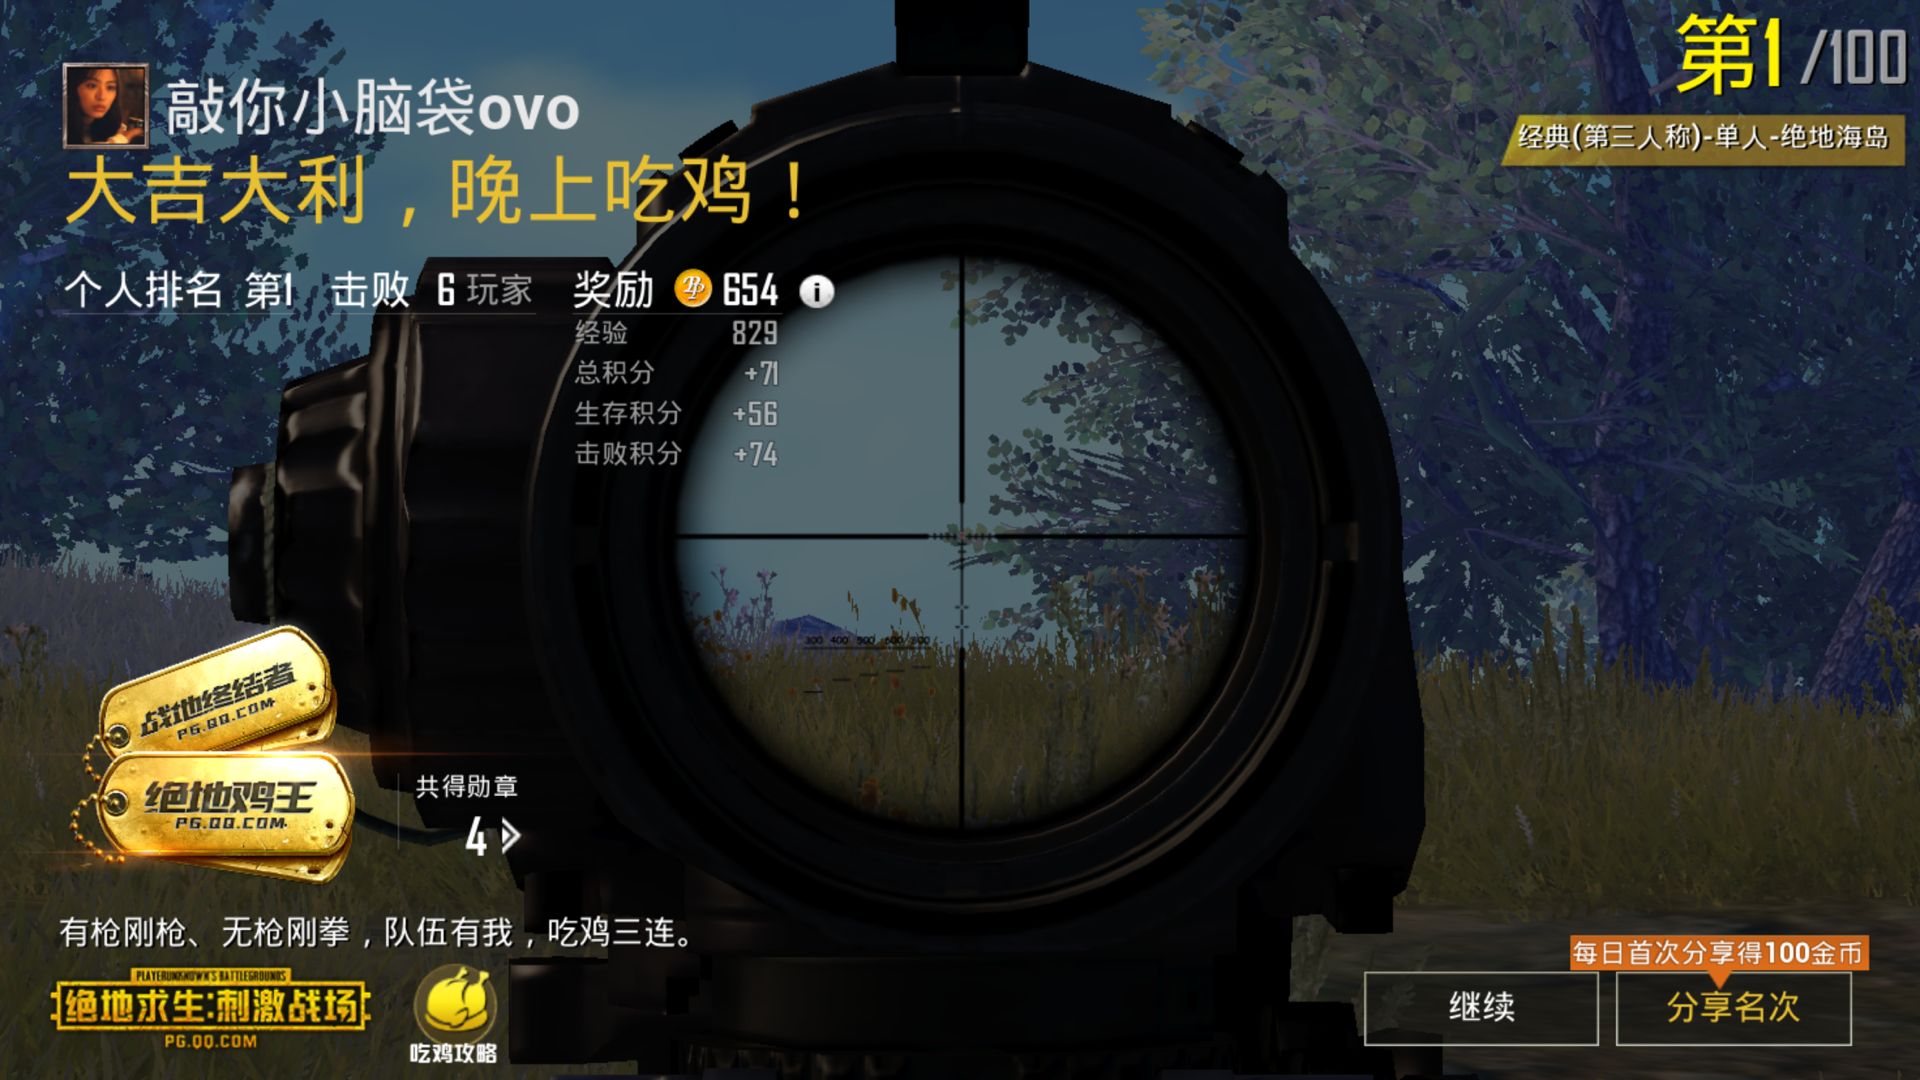 第1/100
敲你小脑袋ovo
经典(第三人称)-单人-绝地海岛
大吉大利，晚上吃鸡！
个人排名 第1 击败 6 玩家 奖励 654
经验 829
总积分 +71
生存积分 +56
击败积分 +74
300 400 500 600 700
战地终结者
PG.QQ.COM
绝地鸡王
PG.QQ.COM
共得勋章
4
有枪刚枪、无枪刚拳，队伍有我，吃鸡三连。
每日首次分享得100金币
PLAYERUNKNOWN'S BATTLEGROUNDS
绝地求生:刺激战场
PG.QQ.COM
吃鸡攻略
继续
分享名次